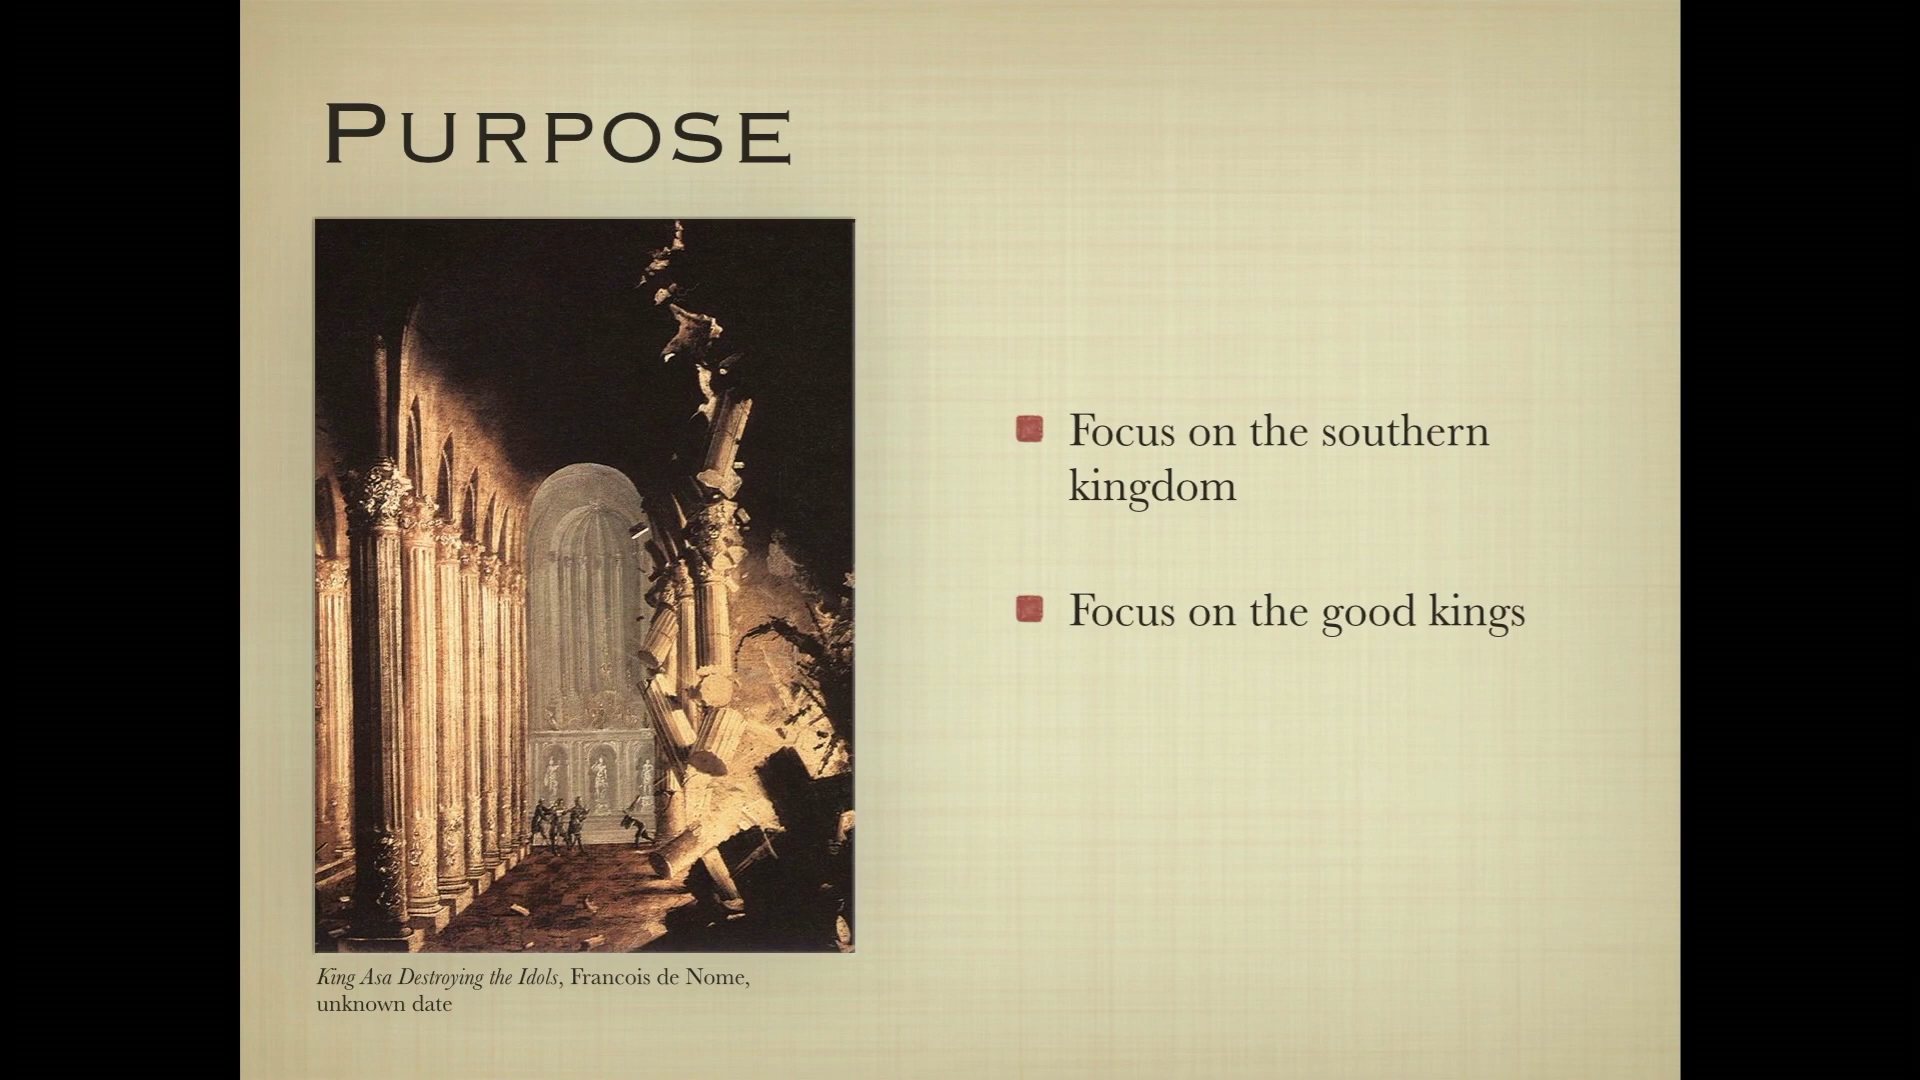 Purpose
King Asa Destroying the Idols, Francois de Nome,
unknown date
Focus on the southern
kingdom
Focus on the good kings